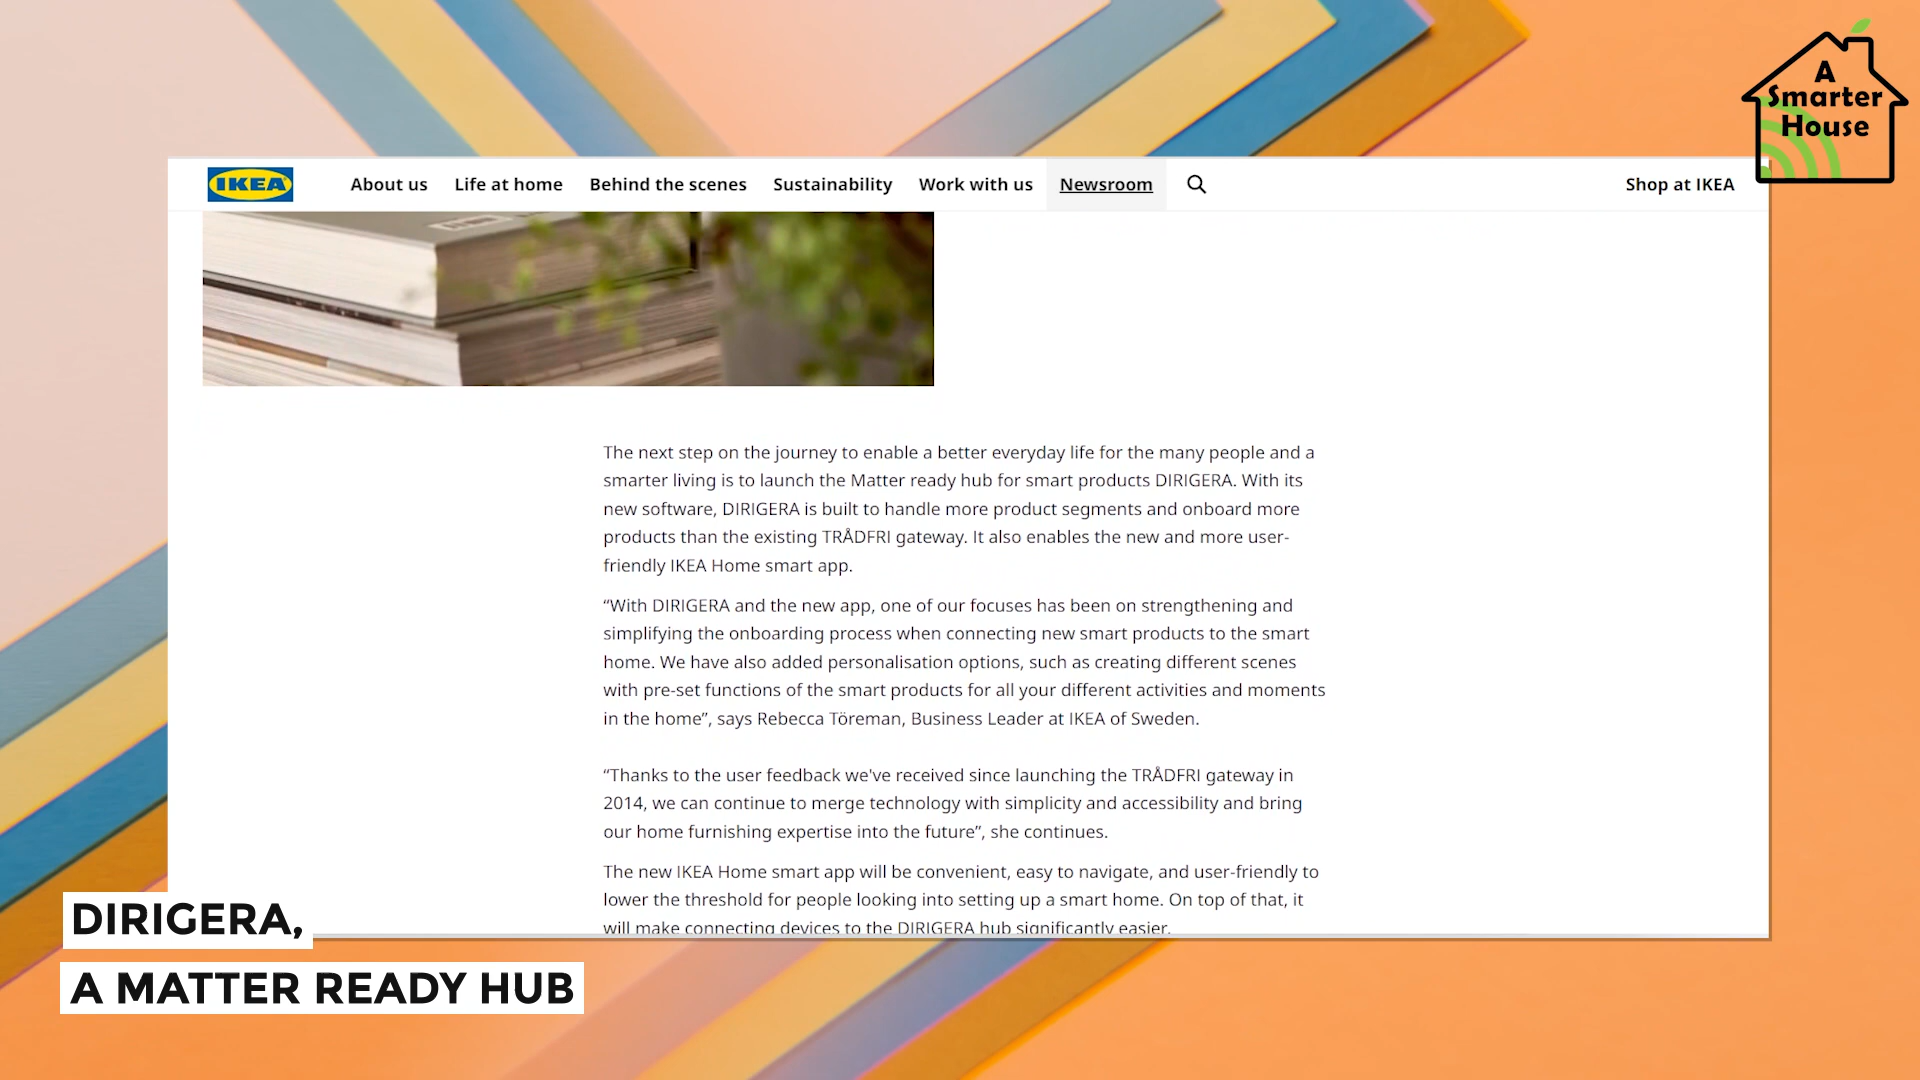 A
Smarter
House
IKEA
About us Life at home Behind the scenes Sustainability Work with us Newsroom Shop at IKEA
The next step on the journey to enable a better everyday life for the many people and a
smarter living is to launch the Matter ready hub for smart products DIRIGERA. With its
new software, DIRIGERA is built to handle more product segments and onboard more
products than the existing TRÅDFRI gateway. It also enables the new and more user-
friendly IKEA Home smart app.
“With DIRIGERA and the new app, one of our focuses has been on strengthening and
simplifying the onboarding process when connecting new smart products to the smart
home. We have also added personalisation options, such as creating different scenes
with pre-set functions of the smart products for all your different activities and moments
in the home”, says Rebecca Töreman, Business Leader at IKEA of Sweden.
“Thanks to the user feedback we've received since launching the TRÅDFRI gateway in
2014, we can continue to merge technology with simplicity and accessibility and bring
our home furnishing expertise into the future”, she continues.
The new IKEA Home smart app will be convenient, easy to navigate, and user-friendly to
lower the threshold for people looking into setting up a smart home. On top of that, it
will make connecting devices to the DIRIGERA hub significantly easier.
DIRIGERA,
A MATTER READY HUB